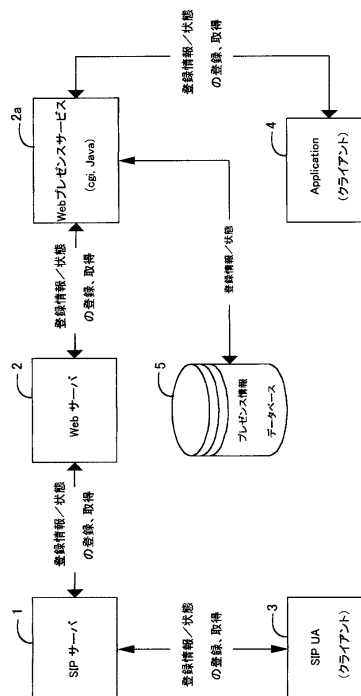 1
SIP サーバ
登録情報/状態
の登録、取得
2
Web サーバ
登録情報/状態
の登録、取得
2a
Webプレゼンスサービス
(cgi, Java)
登録情報/状態
の登録、取得
登録情報/状態
の登録、取得
登録情報/状態
3
SIP UA
(クライアント)
5
プレゼンス情報
データベース
4
Application
(クライアント)